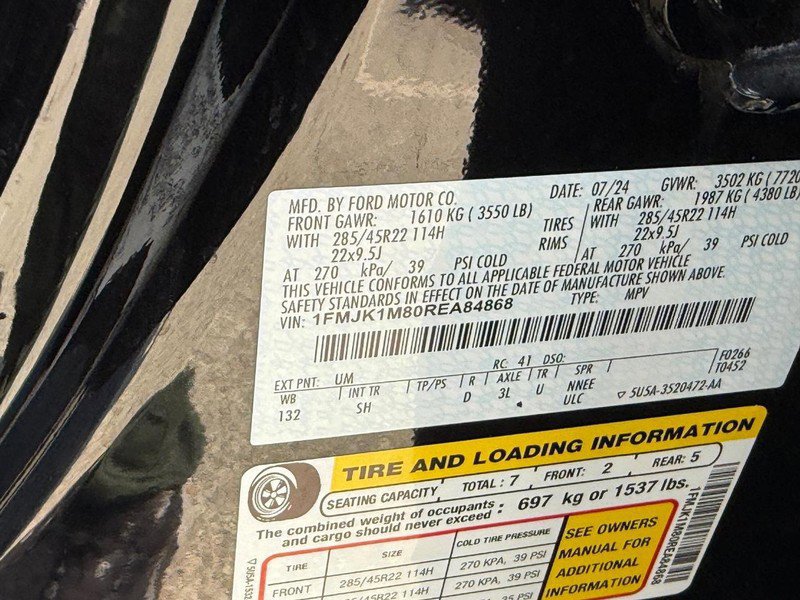 MFD. BY FORD MOTOR CO.
DATE: 07/24
GVWR: 3502 KG ( 7720
FRONT GAWR: 1610 KG ( 3550 LB)
REAR GAWR: 1987 KG ( 4380 LB)
WITH 285/45R22 114H
TIRES
WITH 285/45R22 114H
22x9.5J
RIMS
22x9.5J
AT 270 kPa/ 39 PSI COLD
AT 270 kPa/ 39 PSI COLD
THIS VEHICLE CONFORMS TO ALL APPLICABLE FEDERAL MOTOR VEHICLE
SAFETY STANDARDS IN EFFECT ON THE DATE OF MANUFACTURE SHOWN ABOVE.
VIN: 1FMJK1M80REA84868
TYPE: MPV
EXT PNT: UM
RC: 41 DSO:
F0266
T0452
WB
INT TR
TP/PS
R
AXLE
TR
SPR
132
SH
D
3L
U
NNEE
ULC
5U5A-3520472-AA
TIRE AND LOADING INFORMATION
SEATING CAPACITY
TOTAL : 7
FRONT: 2
REAR: 5
The combined weight of occupants
and cargo should never exceed : 697 kg or 1537 lbs.
TIRE
SIZE
COLD TIRE PRESSURE
FRONT
285/45R22 114H
270 KPA, 39 PSI
SEE OWNERS
MANUAL FOR
ADDITIONAL
INFORMATION
1FMJK1M80REA84868